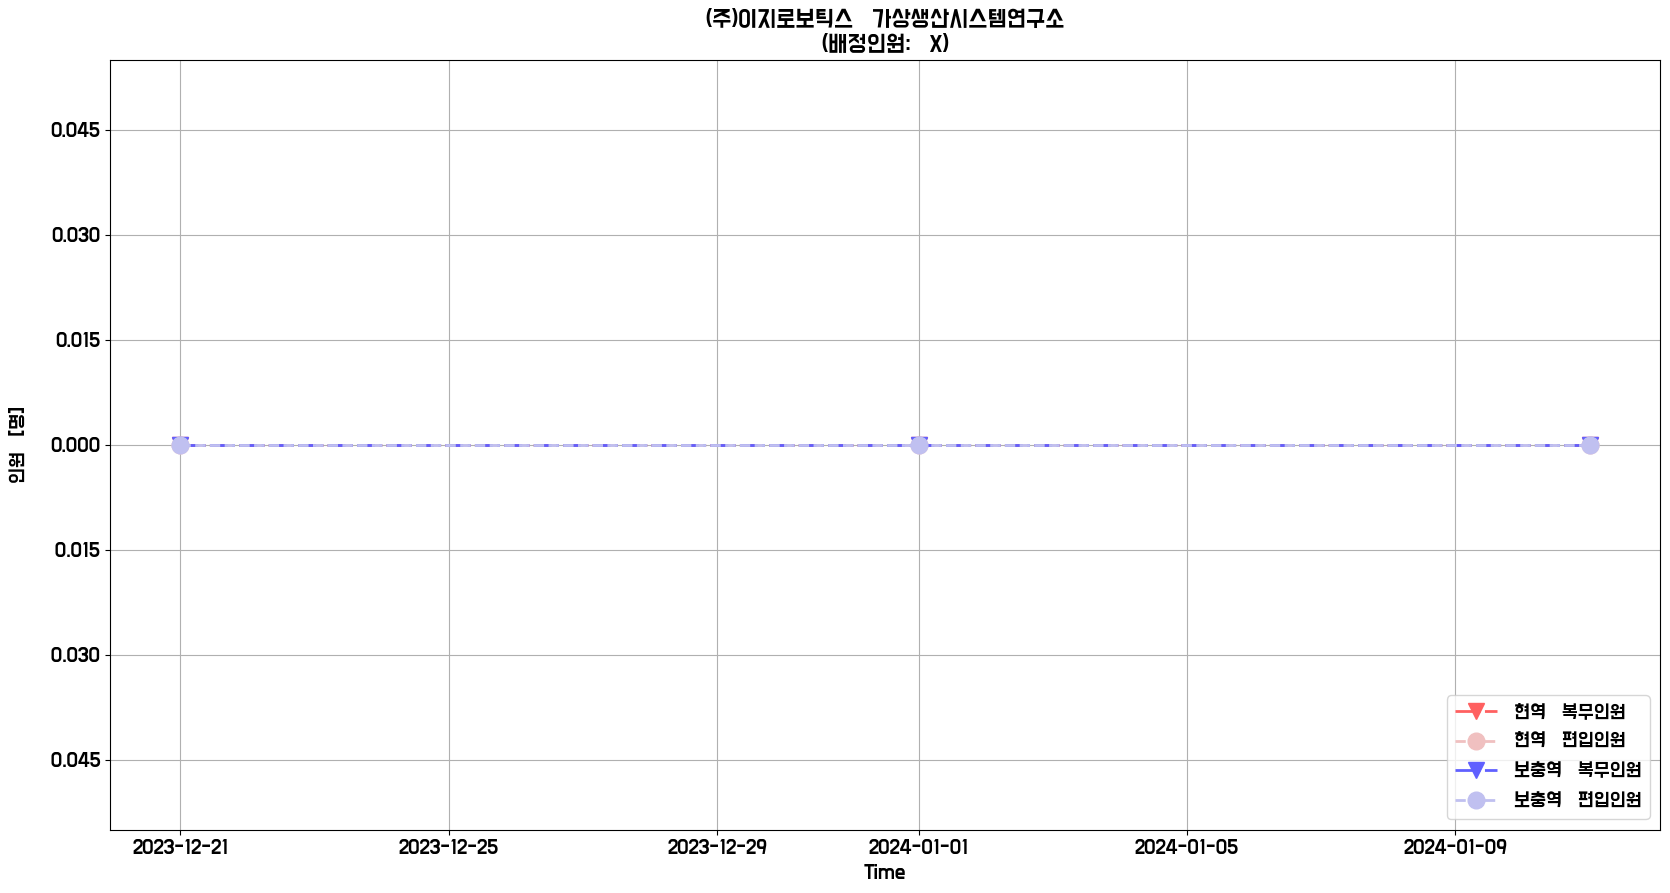 (주)이지로보틱스 가상생산시스템연구소
(배정인원: X)
0.045
0.030
0.015
0.000
0.015
0.030
0.045
인원 [명]
현역 복무인원
현역 편입인원
보충역 복무인원
보충역 편입인원
2023-12-21 2023-12-25 2023-12-29 2024-01-01 2024-01-05 2024-01-09
Time